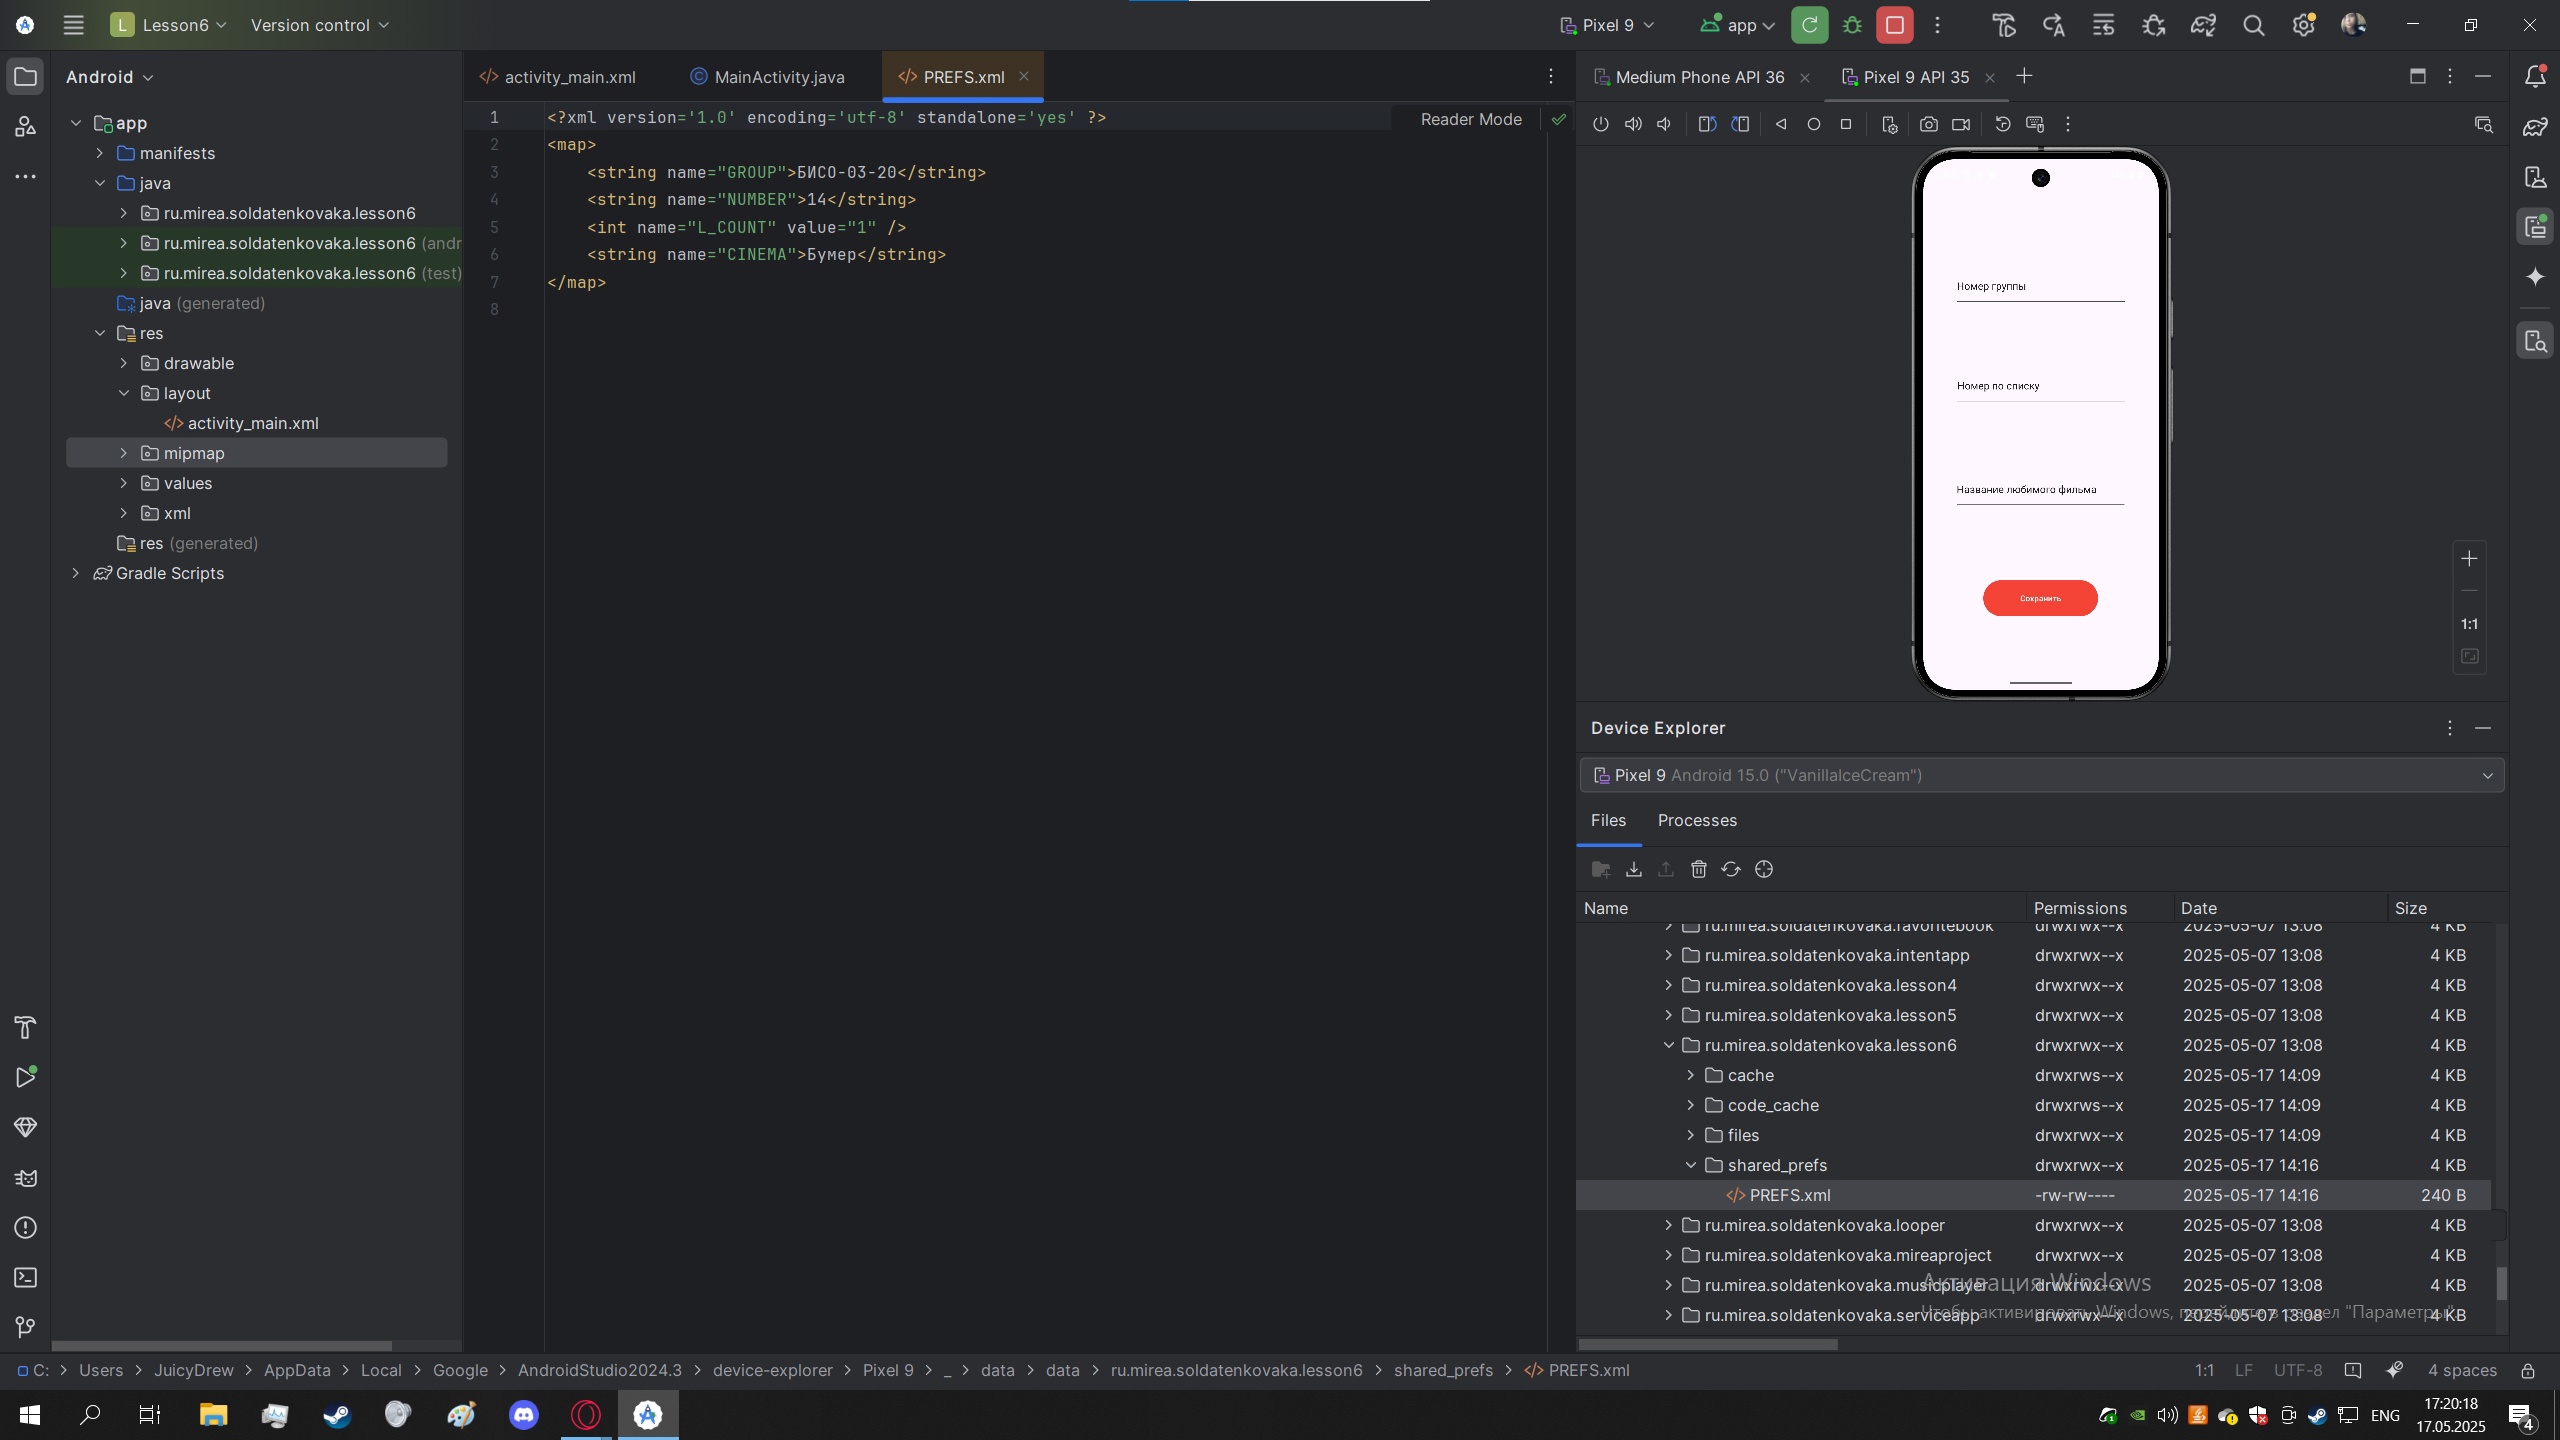 L Lesson6 Version control Pixel 9 app
Android
activity_main.xml MainActivity.java PREFS.xml
Medium Phone API 36 Pixel 9 API 35
app
manifests
java
ru.mirea.soldatenkovaka.lesson6
ru.mirea.soldatenkovaka.lesson6 (andr
ru.mirea.soldatenkovaka.lesson6 (test)
java (generated)
res
drawable
layout
activity_main.xml
mipmap
values
xml
res (generated)
Gradle Scripts
1 <?xml version='1.0' encoding='utf-8' standalone='yes' ?>
2 <map>
3 <string name="GROUP">БИСО-03-20</string>
4 <string name="NUMBER">14</string>
5 <int name="L_COUNT" value="1" />
6 <string name="CINEMA">Бумер</string>
7 </map>
8
Reader Mode
Номер группы
Номер по списку
Название любимого фильма
Сохранить
1:1
Device Explorer
Pixel 9 Android 15.0 ("VanillaIceCream")
Files Processes
Name Permissions Date Size
ru.mirea.soldatenkovaka.favoritebook drwxrwx--x 2025-05-07 13:08 4 KB
ru.mirea.soldatenkovaka.intentapp drwxrwx--x 2025-05-07 13:08 4 KB
ru.mirea.soldatenkovaka.lesson4 drwxrwx--x 2025-05-07 13:08 4 KB
ru.mirea.soldatenkovaka.lesson5 drwxrwx--x 2025-05-07 13:08 4 KB
ru.mirea.soldatenkovaka.lesson6 drwxrwx--x 2025-05-07 13:08 4 KB
cache drwxrws--x 2025-05-17 14:09 4 KB
code_cache drwxrws--x 2025-05-17 14:09 4 KB
files drwxrwx--x 2025-05-17 14:09 4 KB
shared_prefs drwxrwx--x 2025-05-17 14:16 4 KB
PREFS.xml -rw-rw---- 2025-05-17 14:16 240 B
ru.mirea.soldatenkovaka.looper drwxrwx--x 2025-05-07 13:08 4 KB
ru.mirea.soldatenkovaka.mireaproject drwxrwx--x 2025-05-07 13:08 4 KB
ru.mirea.soldatenkovaka.musicplayer drwxrwx--x 2025-05-07 13:08 4 KB
ru.mirea.soldatenkovaka.serviceapp drwxrwx--x 2025-05-07 13:08 4 KB
Активация Windows
Чтобы активировать Windows, перейдите в раздел "Параметры".
C: > Users > JuicyDrew > AppData > Local > Google > AndroidStudio2024.3 > device-explorer > Pixel 9 > _ > data > data > ru.mirea.soldatenkovaka.lesson6 > shared_prefs > PREFS.xml
1:1 LF UTF-8 4 spaces
ENG
17:20:18
17.05.2025
4